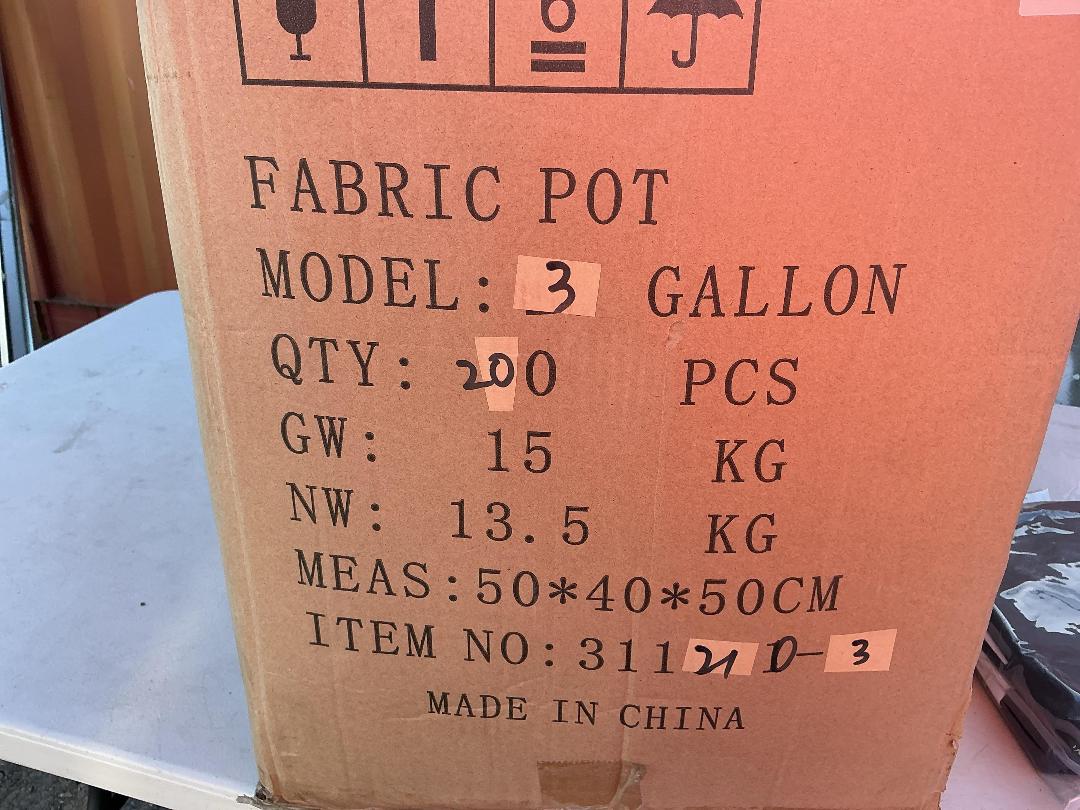 FABRIC POT
MODEL: 3 GALLON
QTY: 200 PCS
GW: 15 KG
NW: 13.5 KG
MEAS:50*40*50CM
ITEM NO:31121D-3
MADE IN CHINA